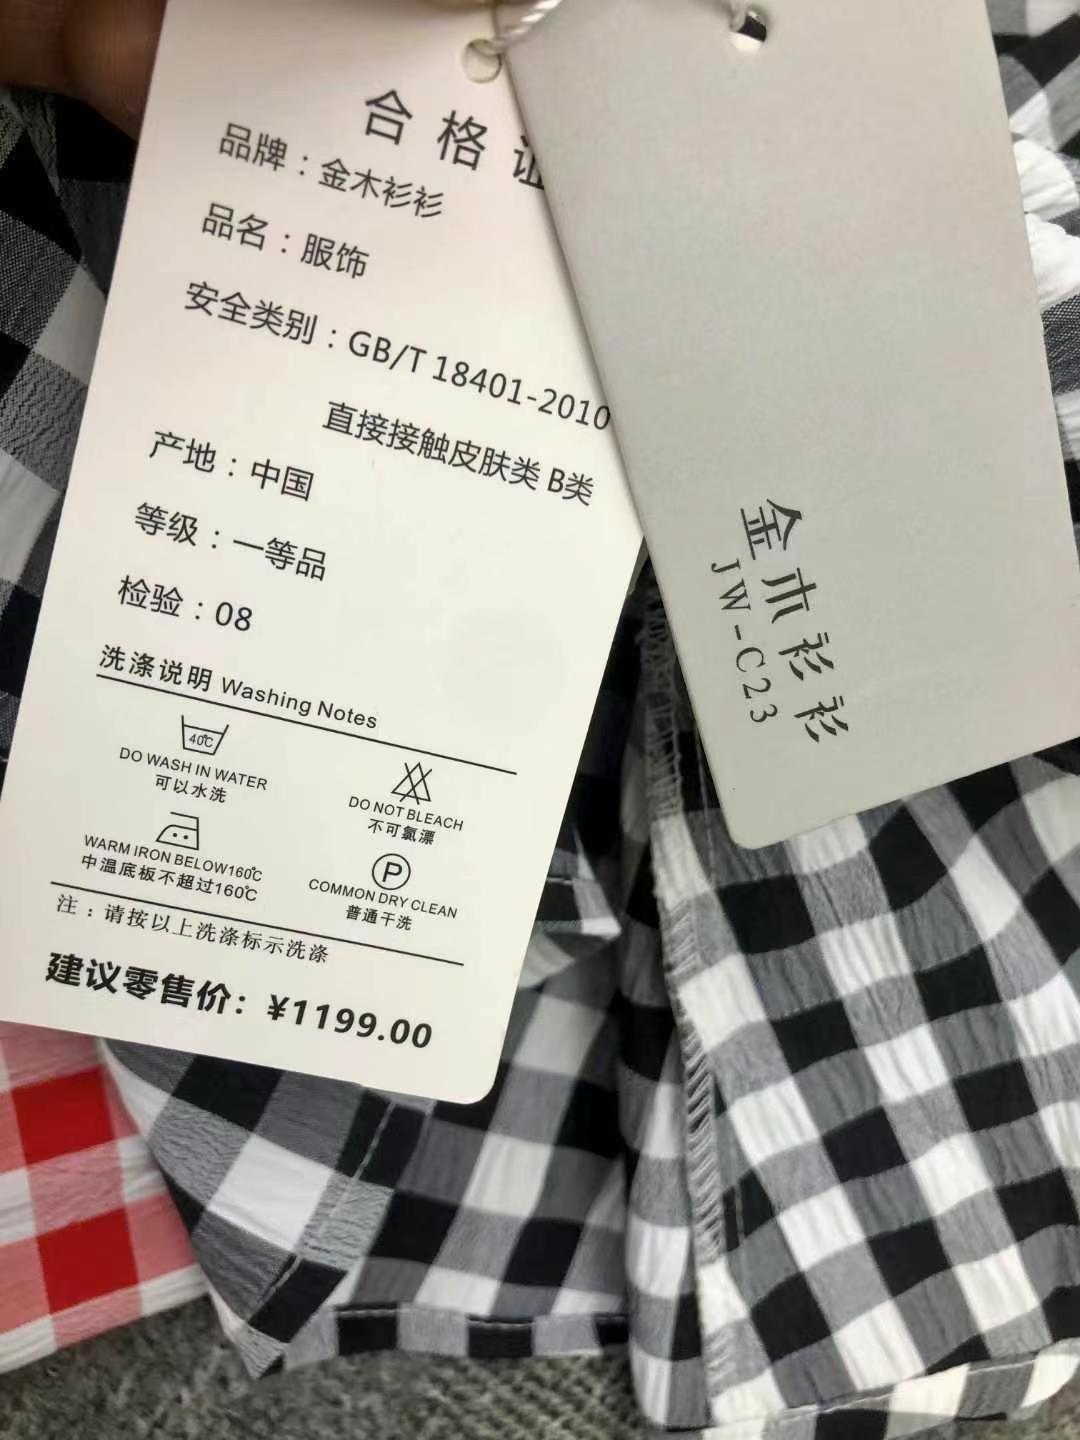 合格证
品牌：金木衫衫
品名：服饰
安全类别：GB/T 18401-2010
直接接触皮肤类 B类
产地：中国
等级：一等品
检验：08
洗涤说明 Washing Notes
40℃
DO WASH IN WATER
可以水洗
DO NOT BLEACH
不可氯漂
WARM IRON BELOW160℃
中温底板不超过160℃
P
COMMON DRY CLEAN
普通干洗
注：请按以上洗涤标示洗涤
建议零售价：¥1199.00
金木衫衫
JW-C23